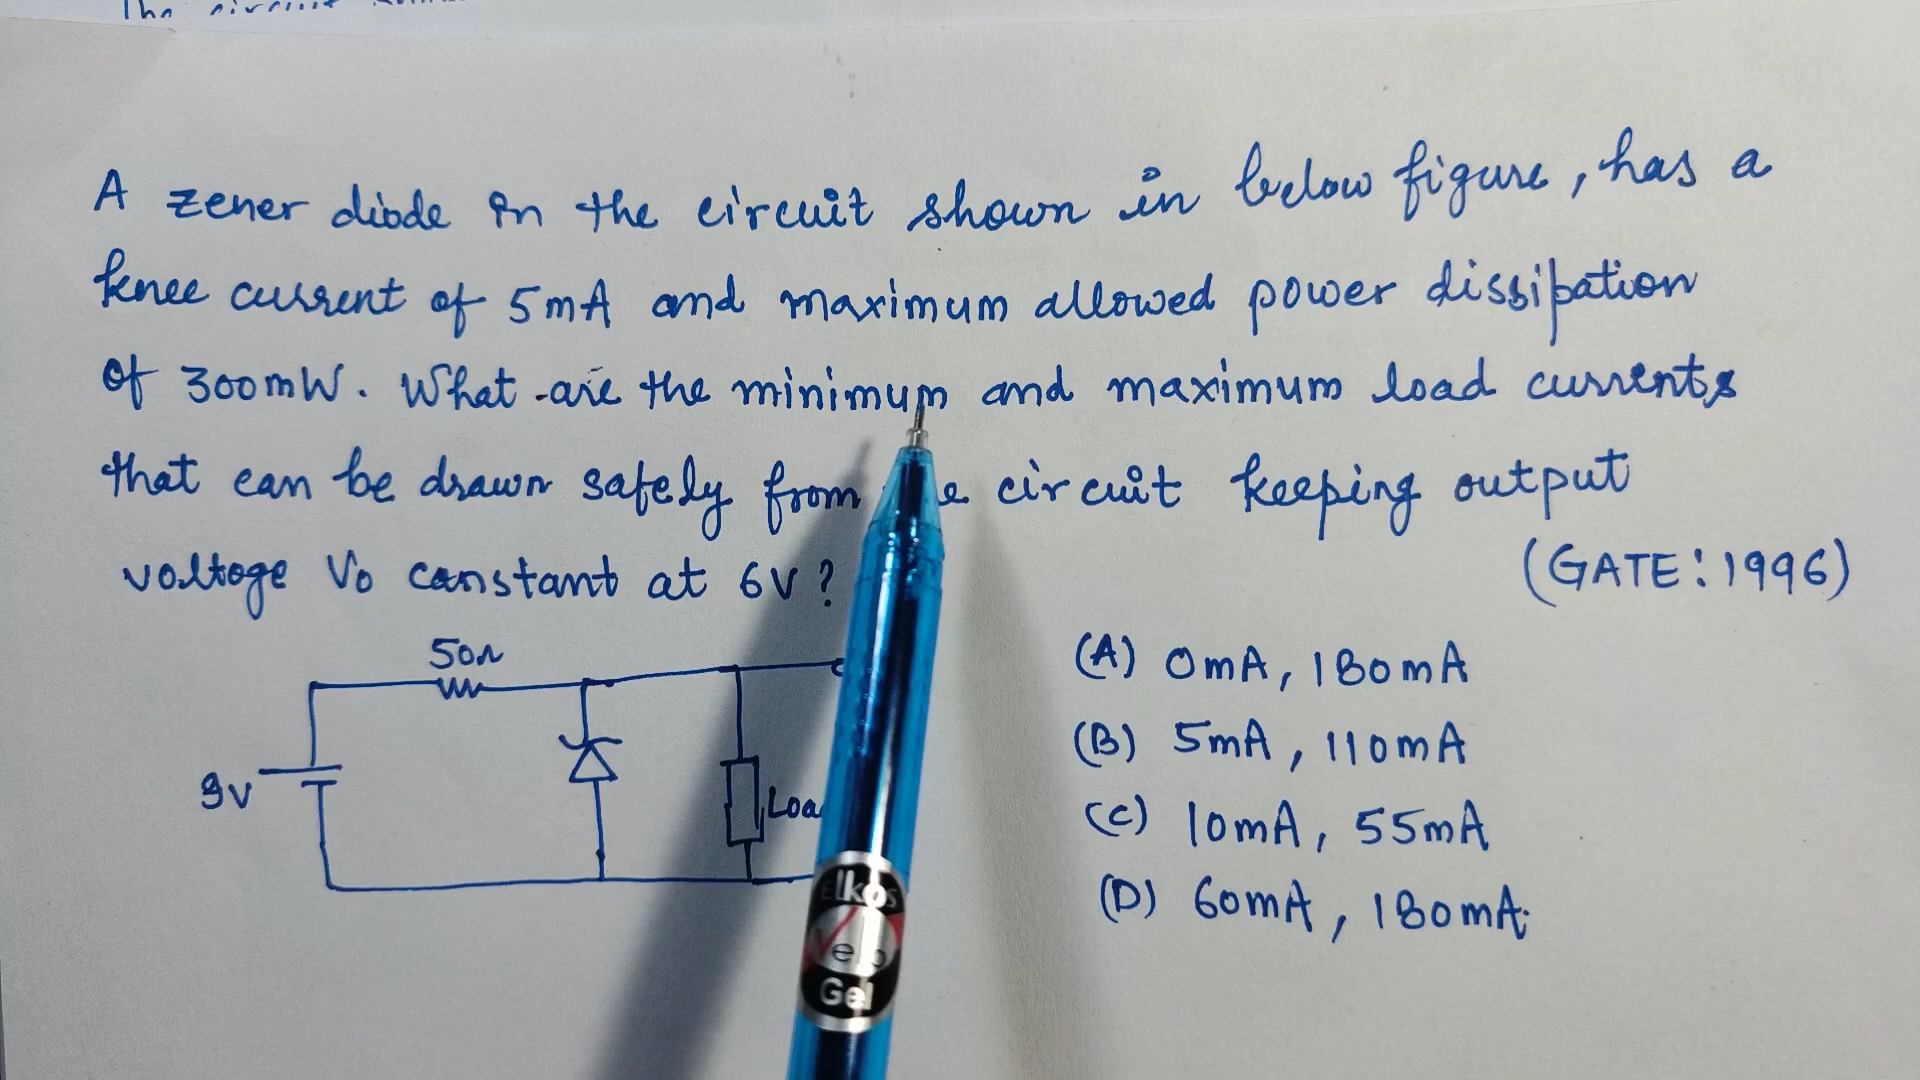 The circuit
A zener diode in the circuit shown in below figure, has a
knee current of 5mA and maximum allowed power dissipation
of 300mW. What are the minimum and maximum load currents
that can be drawn safely from circuit keeping output
voltage Vo constant at 6V?
(GATE: 1996)
50Ω
9V
Loa
(A) 0mA, 180mA
(B) 5mA, 110mA
(C) 10mA, 55mA
(D) 60mA, 180mA.
Elkos
Gel